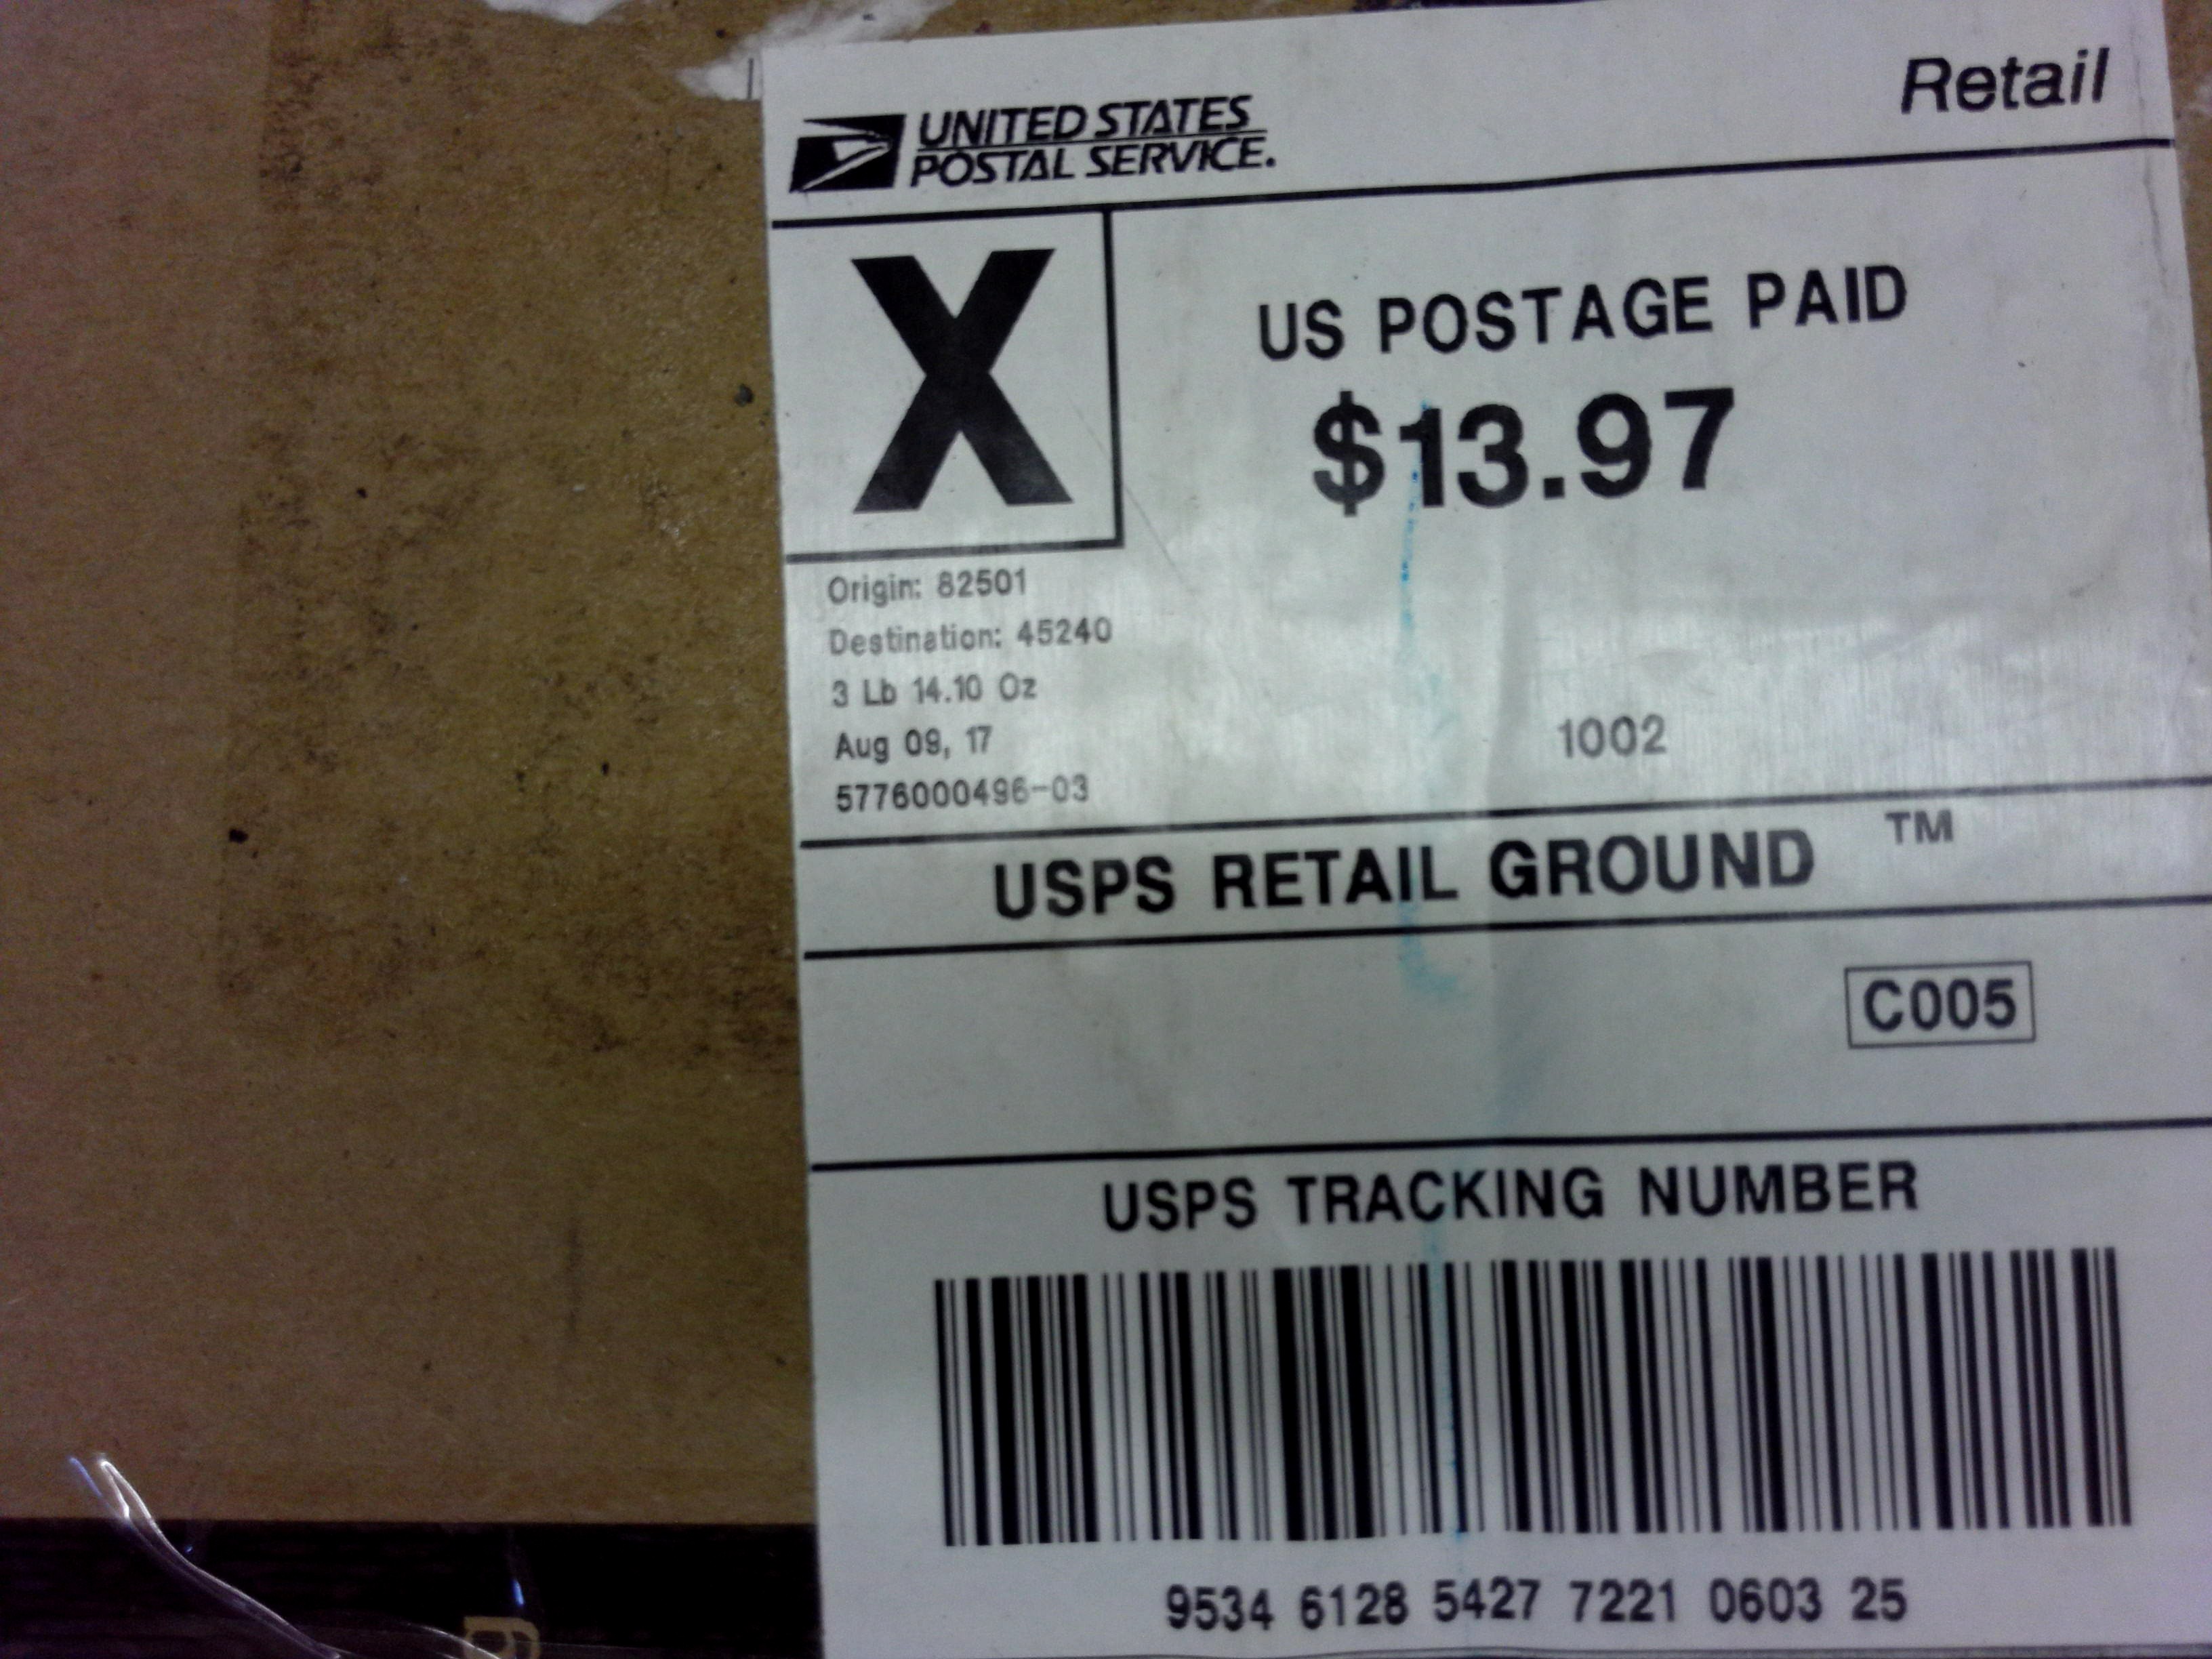 Retail
UNITED STATES
POSTAL SERVICE.
X
US POSTAGE PAID
$13.97
Origin: 82501
Destination: 45240
3 Lb 14.10 Oz
Aug 09, 17
5776000496-03
1002
USPS RETAIL GROUND ™
C005
USPS TRACKING NUMBER
9534 6128 5427 7221 0603 25